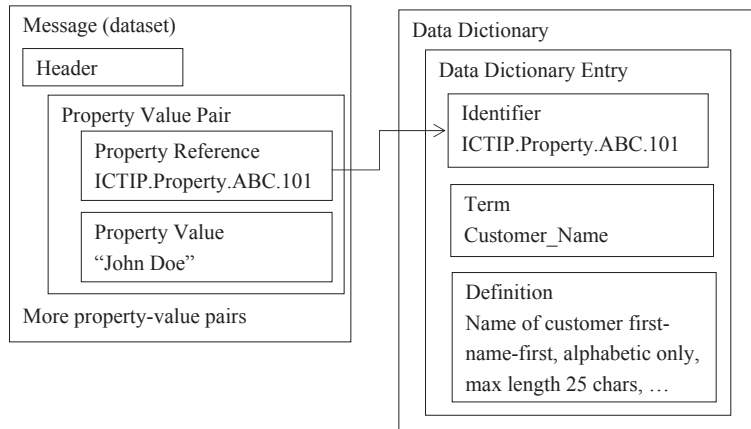 Message (dataset)
Header
Property Value Pair
Property Reference
ICTIP.Property.ABC.101
Property Value
“John Doe”
More property-value pairs
Data Dictionary
Data Dictionary Entry
Identifier
ICTIP.Property.ABC.101
Term
Customer_Name
Definition
Name of customer first-
name-first, alphabetic only,
max length 25 chars, …